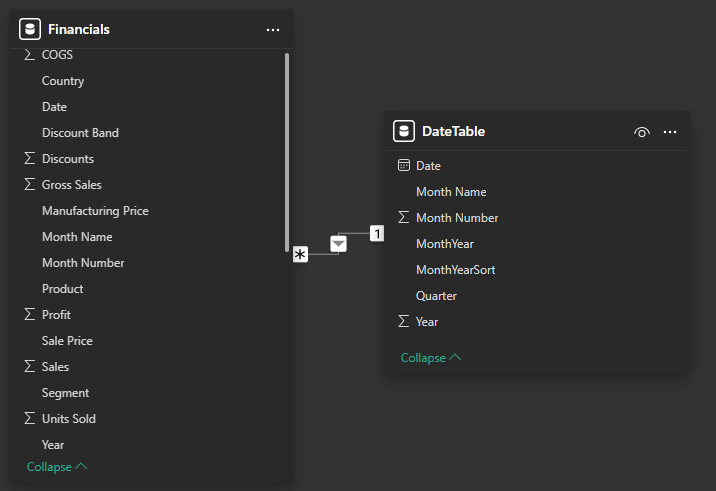 Financials
...
COGS
Country
Date
Discount Band
Discounts
Gross Sales
Manufacturing Price
Month Name
Month Number
Product
Profit
Sale Price
Sales
Segment
Units Sold
Year
Collapse
*
1
DateTable
...
Date
Month Name
Month Number
MonthYear
MonthYearSort
Quarter
Year
Collapse